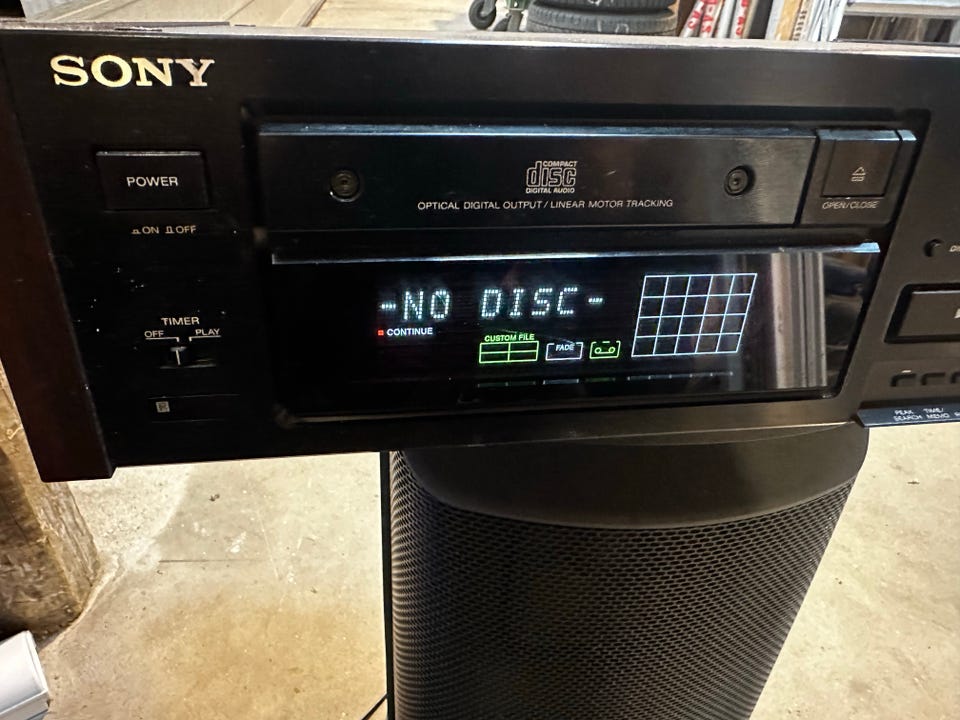 SONY
COMPACT
disc
DIGITAL AUDIO
POWER
OPTICAL DIGITAL OUTPUT / LINEAR MOTOR TRACKING
OPEN/CLOSE
ON OFF
-NO DISC-
TIMER
OFF PLAY
CONTINUE
CUSTOM FILE
FADE
PEAK TIME/
SEARCH MEMO